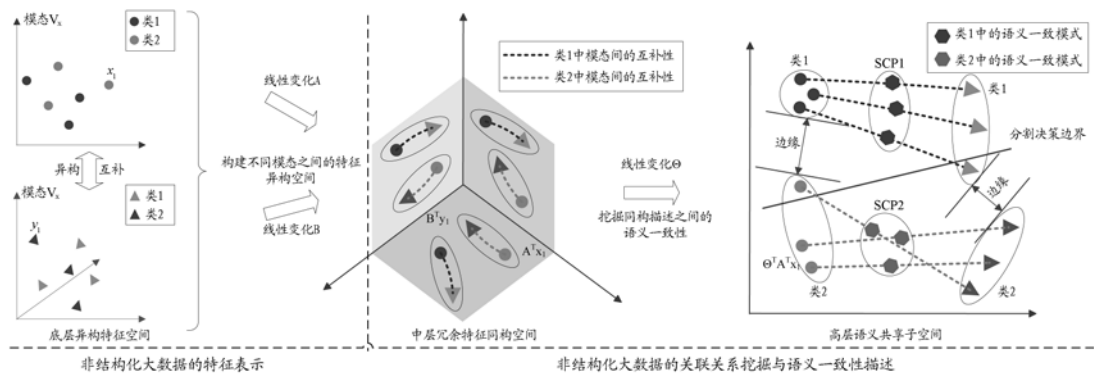 模态Vₓ
类1
类2
x₁
异构
互补
模态Vₓ
类1
类2
y₁
底层异构特征空间
线性变化A
构建不同模态之间的特征
异构空间
线性变化B
类1中模态间的互补性
类2中模态间的互补性
Bᵀy₁
Aᵀx₁
中层冗余特征同构空间
线性变化Θ
挖掘同构描述之间的
语义一致性
类1中的语义一致模式
类2中的语义一致模式
类1
SCP1
类1
边缘
分割决策边界
边缘
SCP2
ΘᵀAᵀx₁
类2
类2
高层语义共享子空间
非结构化大数据的特征表示
非结构化大数据的关联关系挖掘与语义一致性描述